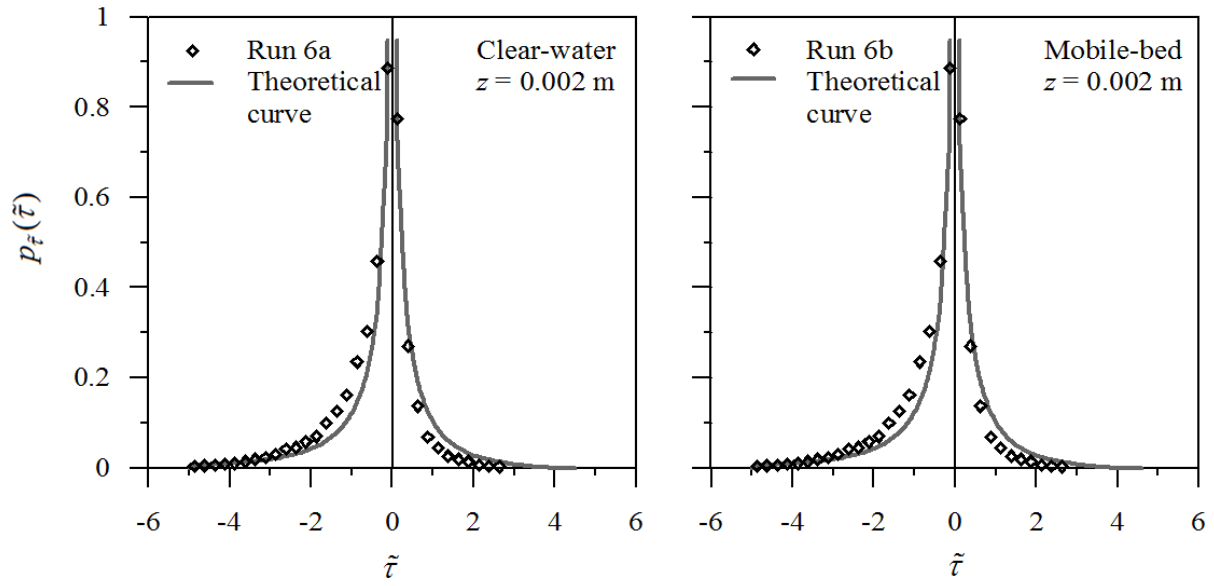 1
0.8
0.6
0.4
0.2
0
p_τ̃(τ̃)
Run 6a
Theoretical
curve
Clear-water
z = 0.002 m
-6 -4 -2 0 2 4 6
τ̃
Run 6b
Theoretical
curve
Mobile-bed
z = 0.002 m
-6 -4 -2 0 2 4 6
τ̃